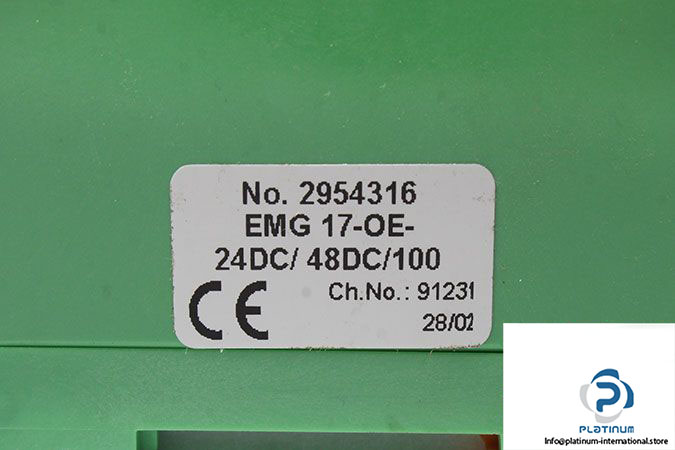 No. 2954316
EMG 17-OE-
24DC/ 48DC/100
Ch.No.: 91231
CE
28/02
PLATINUM
Info@platinum-international.store